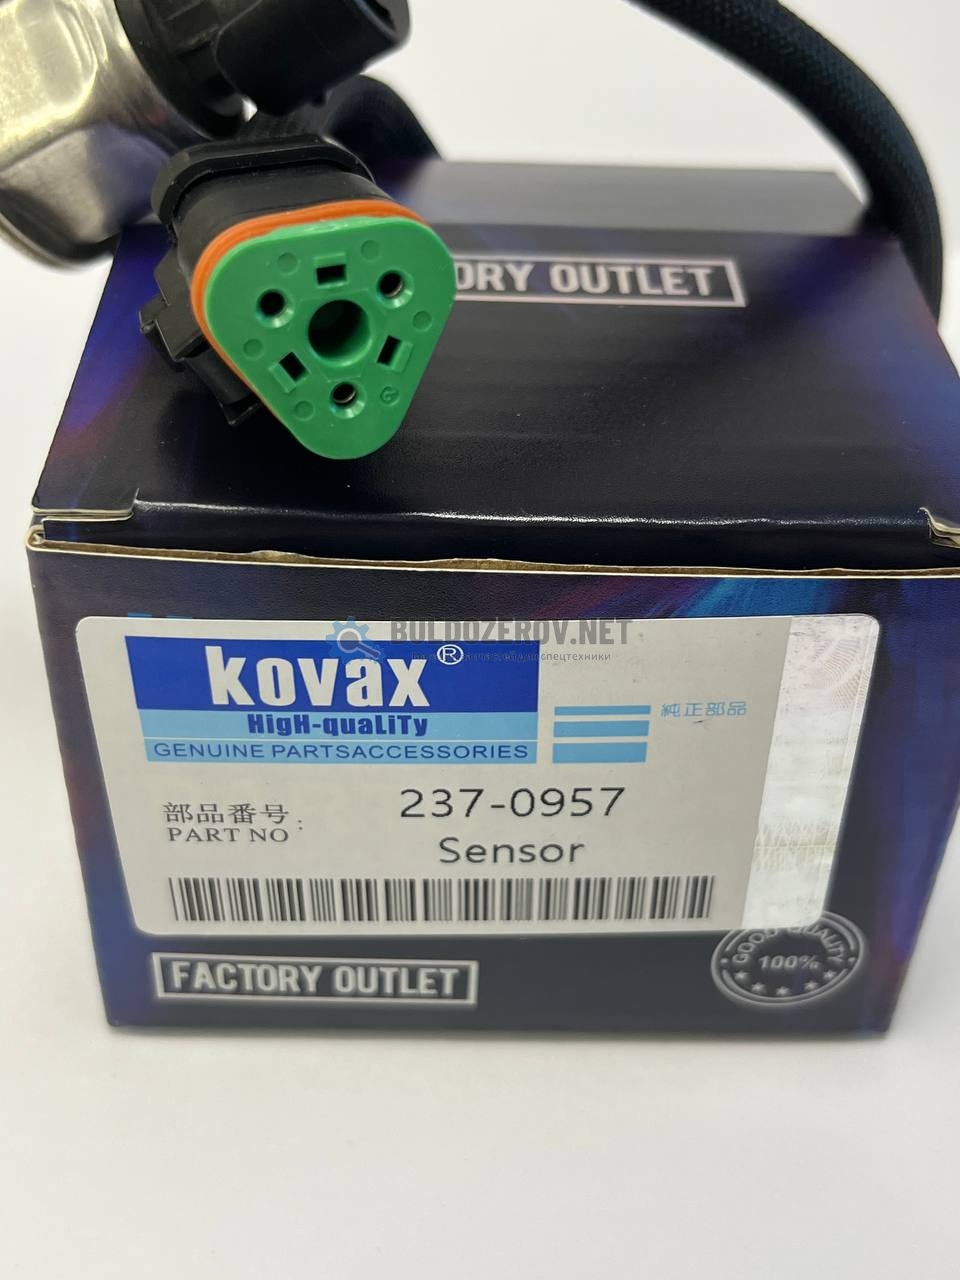 ORY OUTLET
BULDOZEROV.NET
kovax®
HigH-quaLiTy
GENUINE PARTSACCESSORIES
純正部品
部品番号
PART NO :
237-0957
Sensor
GOOD QUALITY
100%
FACTORY OUTLET